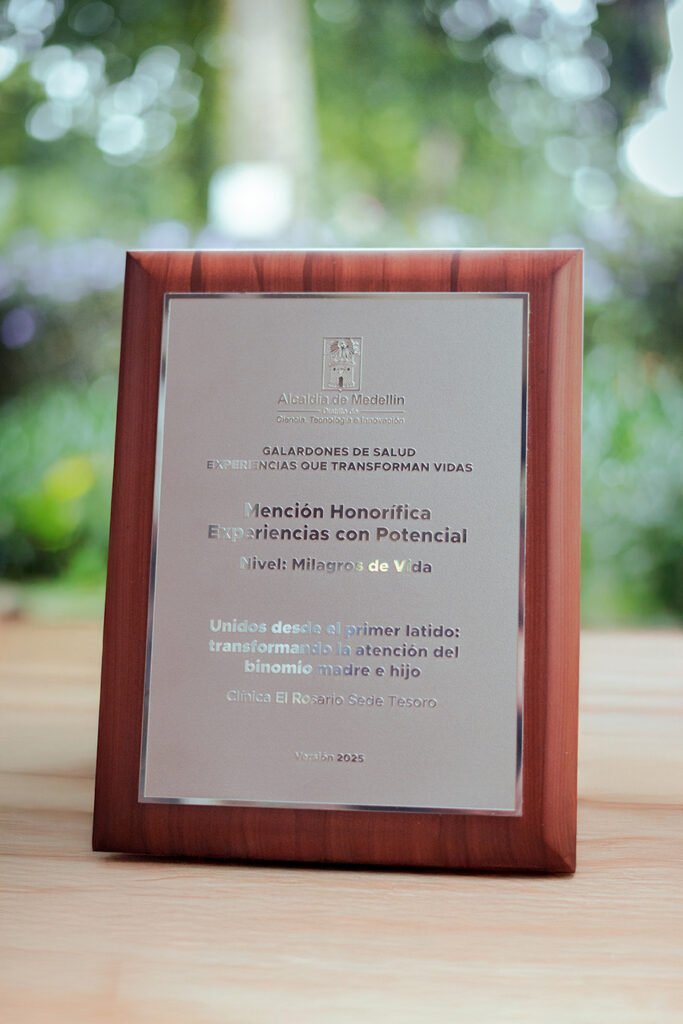 Alcaldía de Medellín
Distrito de
Ciencia, Tecnología e Innovación
GALARDONES DE SALUD
EXPERIENCIAS QUE TRANSFORMAN VIDAS
Mención Honorífica
Experiencias con Potencial
Nivel: Milagros de Vida
Unidos desde el primer latido:
transformando la atención del
binomio madre e hijo
Clínica El Rosario Sede Tesoro
Versión 2025